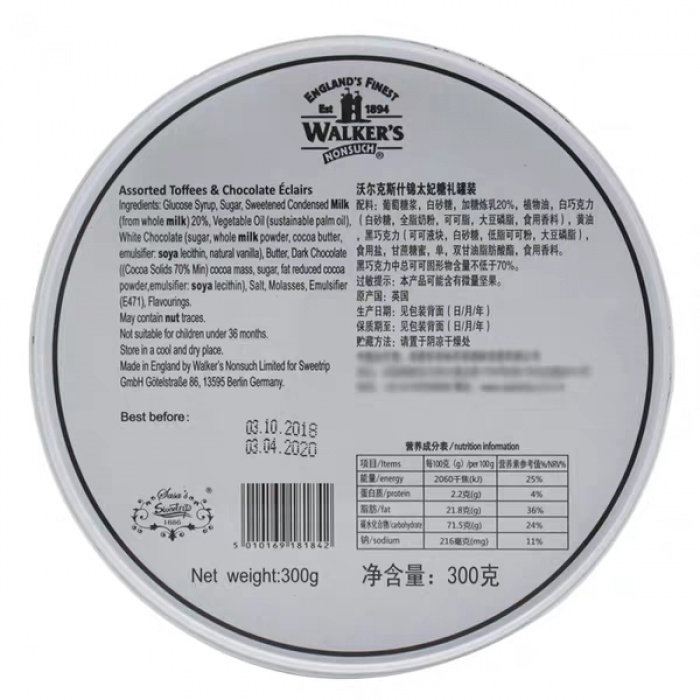 ENGLAND'S FINEST
Est 1894
WALKER'S
NONSUCH®
Assorted Toffees & Chocolate Éclairs
Ingredients: Glucose Syrup, Sugar, Sweetened Condensed Milk
(from whole milk) 20%, Vegetable Oil (sustainable palm oil),
White Chocolate (sugar, whole milk powder, cocoa butter,
emulsifier: soya lecithin, natural vanilla), Butter, Dark Chocolate
((Cocoa Solids 70% Min) cocoa mass, sugar, fat reduced cocoa
powder,emulsifier: soya lecithin), Salt, Molasses, Emulsifier
(E471), Flavourings.
May contain nut traces.
Not suitable for children under 36 months.
Store in a cool and dry place.
Made in England by Walker's Nonsuch Limited for Sweetrip
GmbH Götelstraße 86, 13595 Berlin Germany.
Best before:
03.10.2018
03.04.2020
沃尔克斯什锦太妃糖礼罐装
配料：葡萄糖浆，白砂糖，加糖炼乳20%，植物油，白巧克力
（白砂糖，全脂奶粉，可可脂，大豆磷脂，食用香料），黄油
，黑巧克力（可可液块，白砂糖，低脂可可粉，大豆磷脂），
食用盐，甘蔗糖蜜，单，双甘油脂肪酸酯，食用香料。
黑巧克力中总可可固形物含量不低于70%。
过敏提示：本产品可能含有微量坚果。
原产国：英国
生产日期：见包装背面（日/月/年）
保质期至：见包装背面（日/月/年）
贮藏方法：请置于阴凉干燥处
营养成分表/nutrition information
项目/Items 每100克（g）/per 100g 营养素参考值%/NRV%
能量/energy 2060千焦(kJ) 25%
蛋白质/protein 2.2克(g) 4%
脂肪/fat 21.8克(g) 36%
碳水化合物/carbohydrate 71.5克(g) 24%
钠/sodium 216毫克(mg) 11%
Sasa's
Sweetrip
1886
5 010169 181842
Net weight:300g
净含量：300克